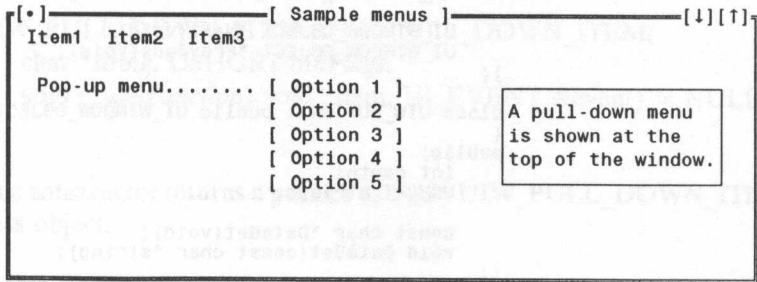 [•] [ Sample menus ] [↓][↑]
Item1 Item2 Item3
Pop-up menu........ [ Option 1 ]
[ Option 2 ]
[ Option 3 ]
[ Option 4 ]
[ Option 5 ]
A pull-down menu
is shown at the
top of the window.